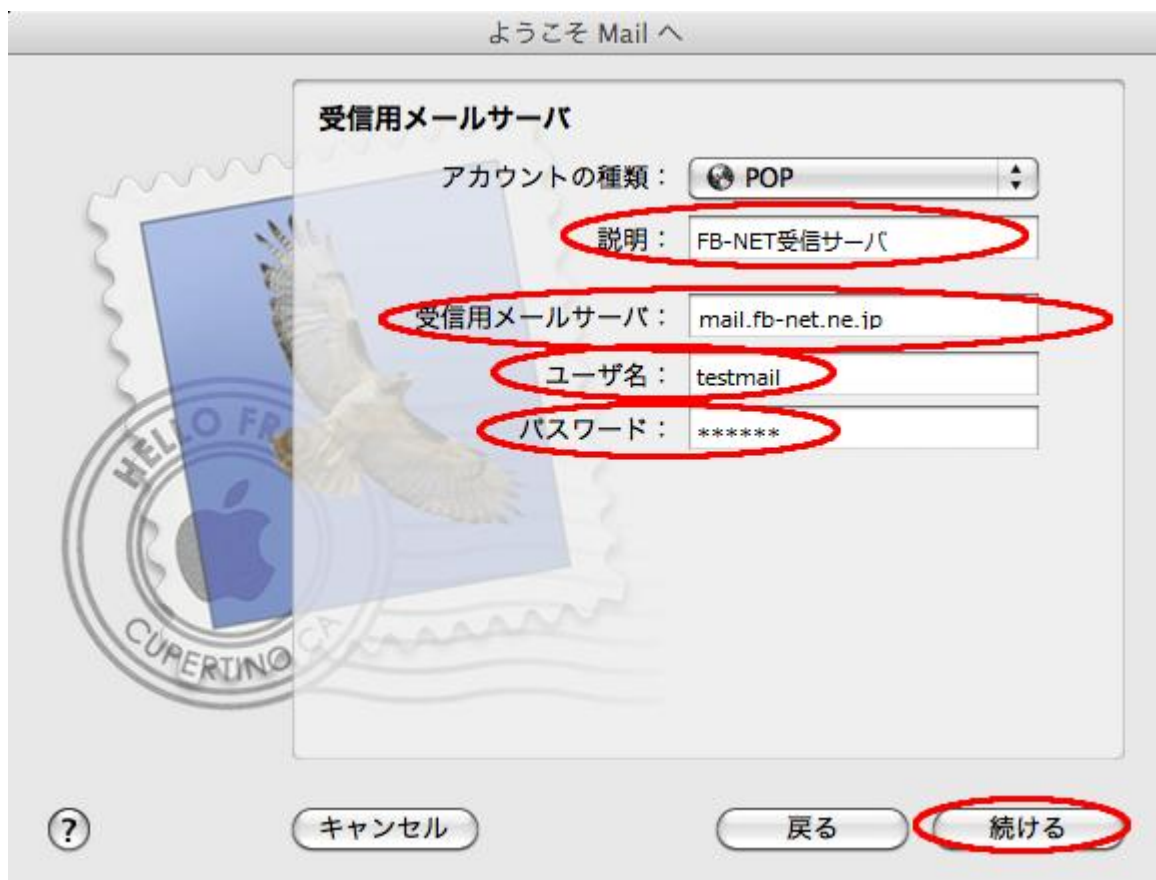 ようこそ Mail へ
受信用メールサーバ
アカウントの種類： POP
説明： FB-NET受信サーバ
受信用メールサーバ： mail.fb-net.ne.jp
ユーザ名： testmail
パスワード： ******
HELLO FR
CUPERTINO CA
? キャンセル 戻る 続ける